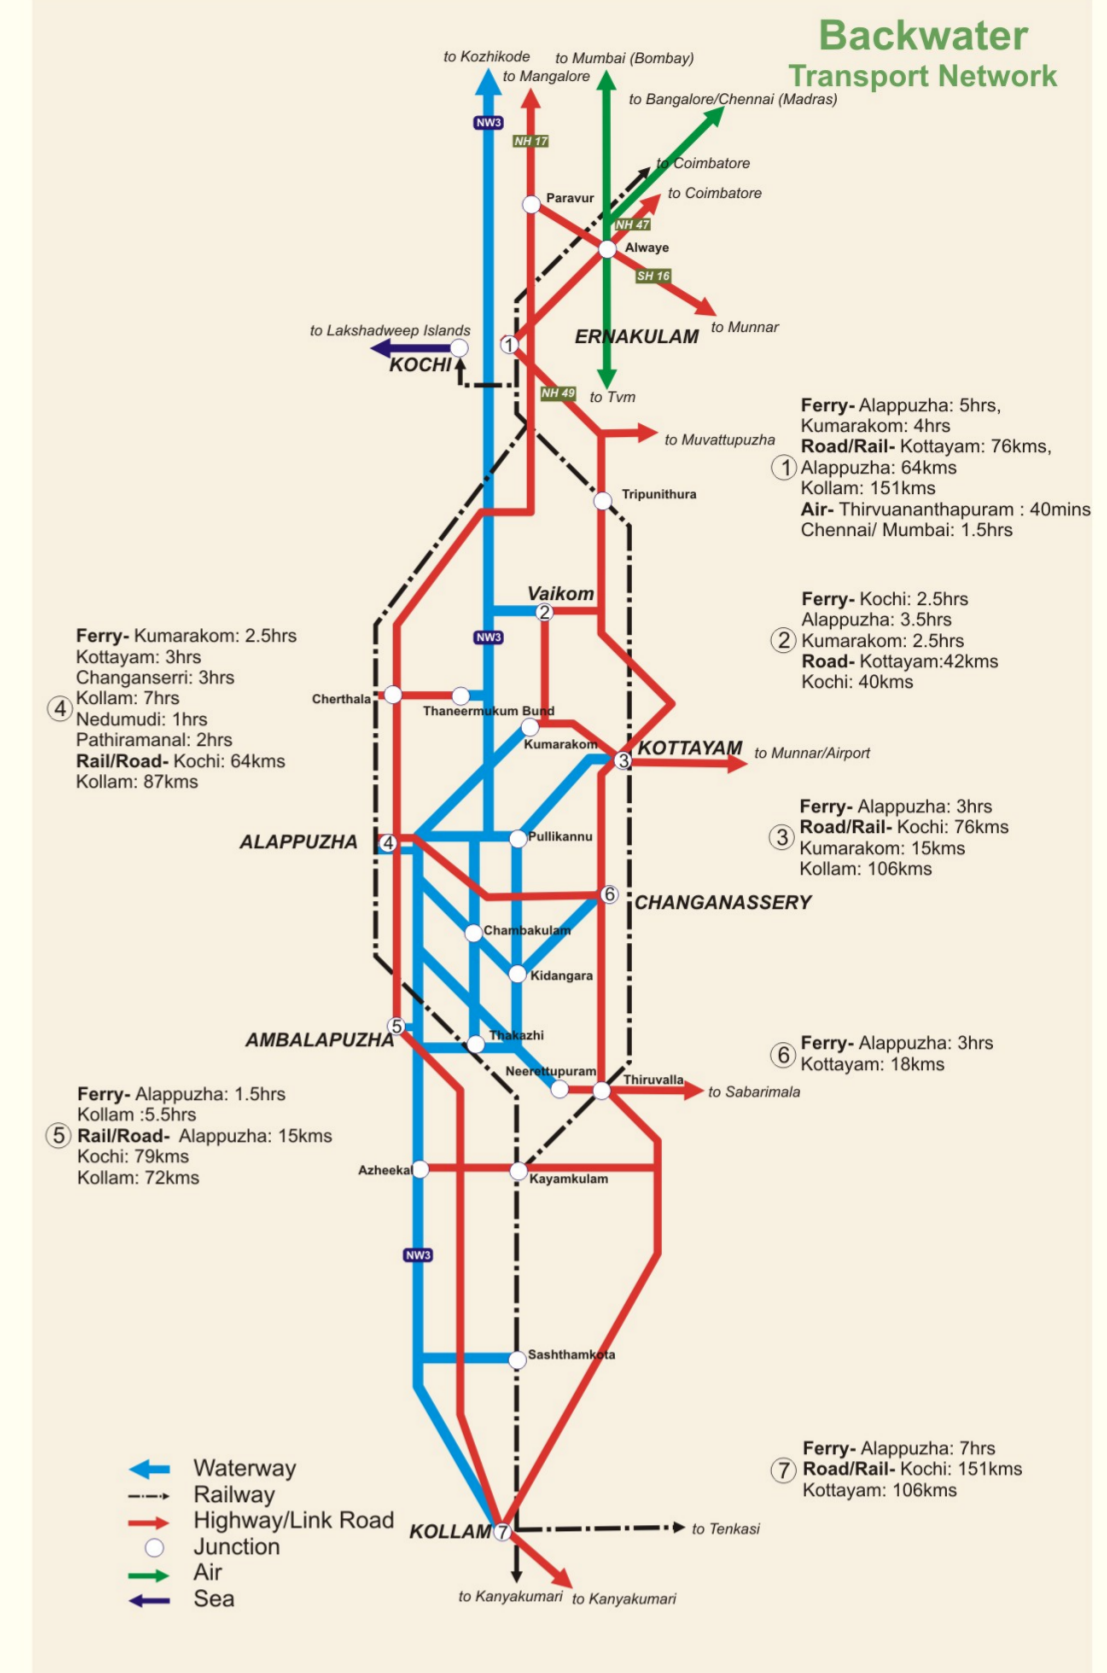 Backwater
Transport Network
to Kozhikode
to Mumbai (Bombay)
to Mangalore
to Bangalore/Chennai (Madras)
NW3
NH 17
to Coimbatore
to Coimbatore
Paravur
NH 47
Alwaye
SH 16
to Munnar
to Lakshadweep Islands
ERNAKULAM
1
KOCHI
NH 49
to Tvm
to Muvattupuzha
Tripunithura
1
Ferry- Alappuzha: 5hrs,
Kumarakom: 4hrs
Road/Rail- Kottayam: 76kms,
Alappuzha: 64kms
Kollam: 151kms
Air- Thirvuananthapuram : 40mins
Chennai/ Mumbai: 1.5hrs
Vaikom
2
NW3
2
Ferry- Kochi: 2.5hrs
Alappuzha: 3.5hrs
Kumarakom: 2.5hrs
Road- Kottayam:42kms
Kochi: 40kms
4
Ferry- Kumarakom: 2.5hrs
Kottayam: 3hrs
Changanserri: 3hrs
Kollam: 7hrs
Nedumudi: 1hrs
Pathiramanal: 2hrs
Rail/Road- Kochi: 64kms
Kollam: 87kms
Cherthala
Thaneermukum Bund
Kumarakom
KOTTAYAM
3
to Munnar/Airport
3
Ferry- Alappuzha: 3hrs
Road/Rail- Kochi: 76kms
Kumarakom: 15kms
Kollam: 106kms
ALAPPUZHA
4
Pullikannu
6
CHANGANASSERY
Chambakulam
Kidangara
AMBALAPUZHA
5
Thakazhi
Neerettupuram
Thiruvalla
to Sabarimala
6
Ferry- Alappuzha: 3hrs
Kottayam: 18kms
5
Ferry- Alappuzha: 1.5hrs
Kollam :5.5hrs
Rail/Road- Alappuzha: 15kms
Kochi: 79kms
Kollam: 72kms
Azheekal
Kayamkulam
NW3
Sashthamkota
7
Ferry- Alappuzha: 7hrs
Road/Rail- Kochi: 151kms
Kottayam: 106kms
KOLLAM
7
to Tenkasi
to Kanyakumari
to Kanyakumari
Waterway
Railway
Highway/Link Road
Junction
Air
Sea